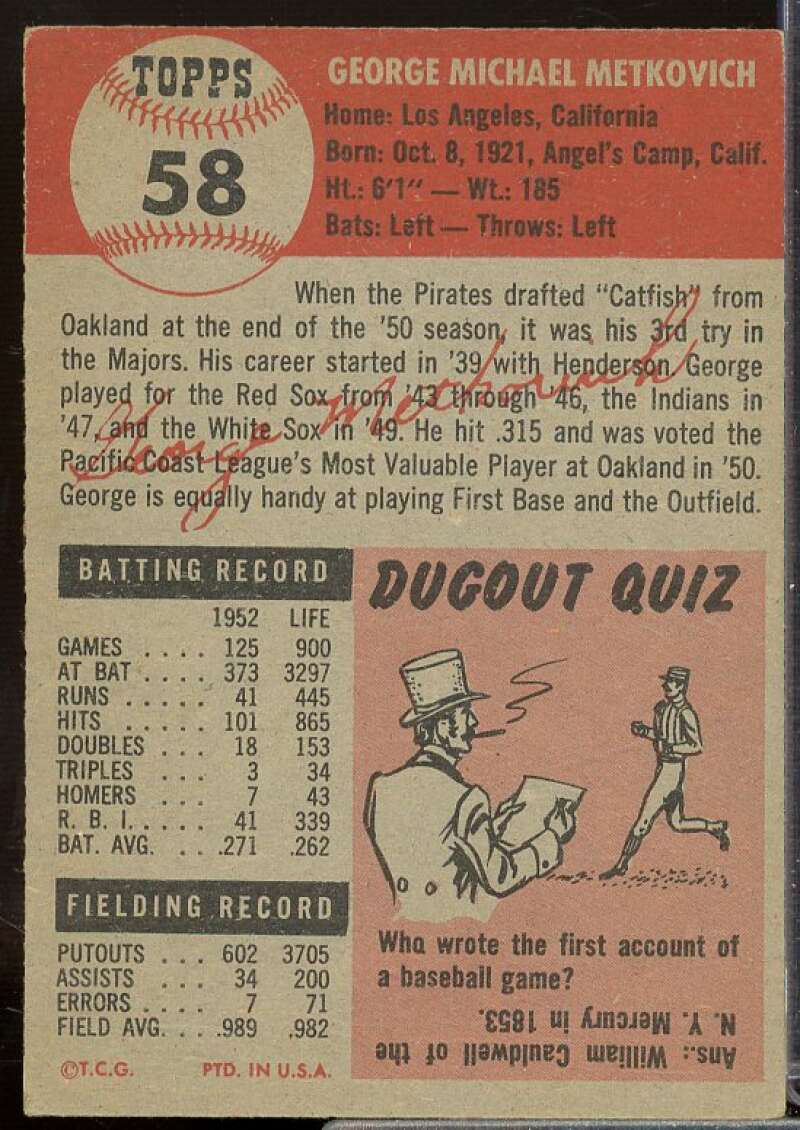 TOPPS
58
GEORGE MICHAEL METKOVICH
Home: Los Angeles, California
Born: Oct. 8, 1921, Angel's Camp, Calif.
Ht.: 6'1" — Wt.: 185
Bats: Left — Throws: Left
When the Pirates drafted "Catfish" from
Oakland at the end of the '50 season, it was his 3rd try in
the Majors. His career started in '39 with Henderson. George
played for the Red Sox from '43 through '46, the Indians in
'47, and the White Sox in '49. He hit .315 and was voted the
Pacific Coast League's Most Valuable Player at Oakland in '50.
George is equally handy at playing First Base and the Outfield.
George Metkovich
BATTING RECORD
1952 LIFE
GAMES . . . . 125 900
AT BAT . . . . 373 3297
RUNS . . . . . 41 445
HITS . . . . . 101 865
DOUBLES . . . 18 153
TRIPLES . . . 3 34
HOMERS . . . 7 43
R. B. I. . . . . 41 339
BAT. AVG. . . .271 .262
FIELDING RECORD
PUTOUTS . . . 602 3705
ASSISTS . . . 34 200
ERRORS . . . . 7 71
FIELD AVG. . . .989 .982
©T.C.G. PTD. IN U.S.A.
DUGOUT QUIZ
Who wrote the first account of
a baseball game?
Ans.: William Cauldwell of the
N. Y. Mercury in 1853.